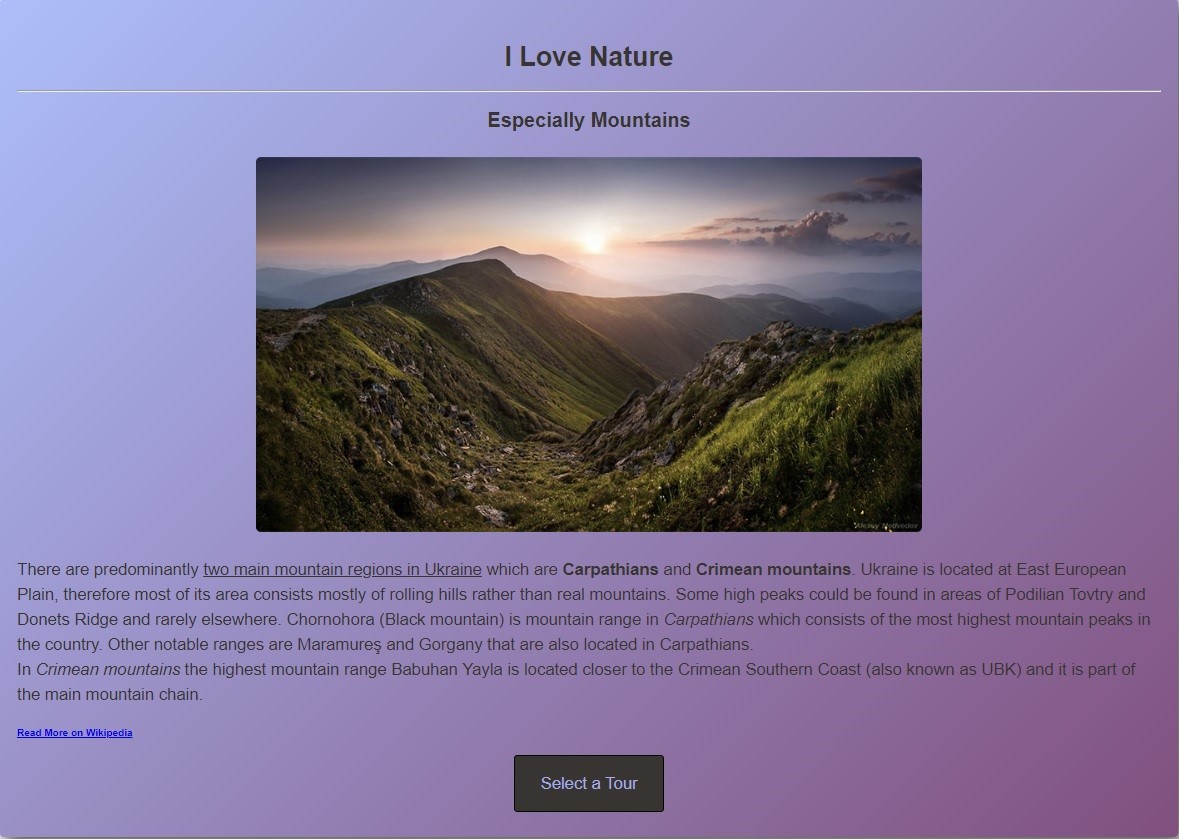 I Love Nature
Especially Mountains
Alexey Medvedev
There are predominantly two main mountain regions in Ukraine which are Carpathians and Crimean mountains. Ukraine is located at East European
Plain, therefore most of its area consists mostly of rolling hills rather than real mountains. Some high peaks could be found in areas of Podilian Tovtry and
Donets Ridge and rarely elsewhere. Chornohora (Black mountain) is mountain range in Carpathians which consists of the most highest mountain peaks in
the country. Other notable ranges are Maramureş and Gorgany that are also located in Carpathians.
In Crimean mountains the highest mountain range Babuhan Yayla is located closer to the Crimean Southern Coast (also known as UBK) and it is part of
the main mountain chain.
Read More on Wikipedia
Select a Tour